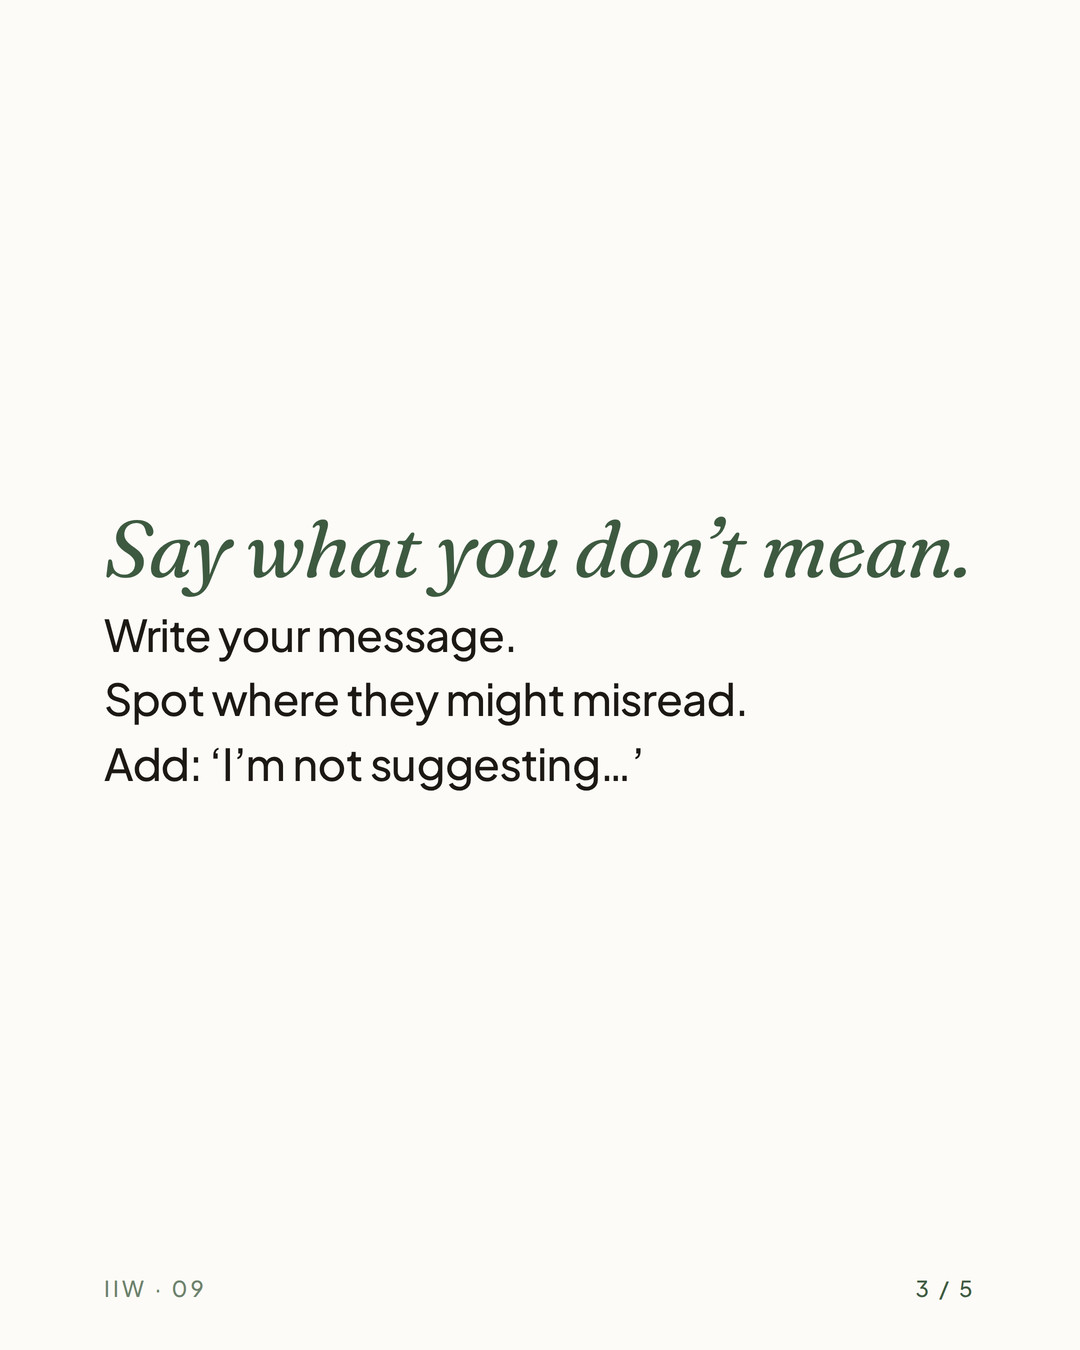 Say what you don’t mean.
Write your message.
Spot where they might misread.
Add: ‘I’m not suggesting…’
IIW · 09
3 / 5